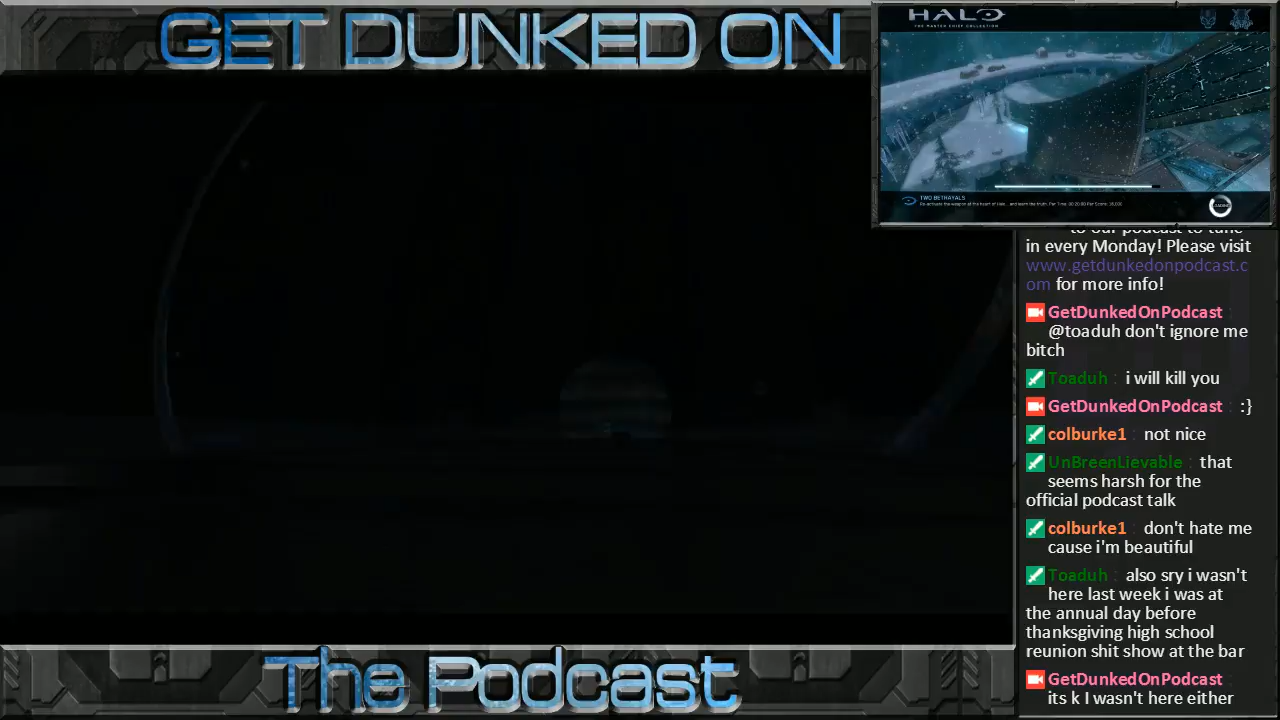 GET DUNKED ON
HALO
THE MASTER CHIEF COLLECTION
TWO BETRAYALS
to our podcast to tune
in every Monday! Please visit
www.getdunkedonpodcast.c
om for more info!
GetDunkedOnPodcast :
@toaduh don't ignore me
bitch
Toaduh : i will kill you
GetDunkedOnPodcast : :}
colburke1 : not nice
UnBreenLievable : that
seems harsh for the
official podcast talk
colburke1 : don't hate me
cause i'm beautiful
Toaduh : also sry i wasn't
here last week i was at
the annual day before
thanksgiving high school
reunion shit show at the bar
GetDunkedOnPodcast :
its k I wasn't here either
The Podcast